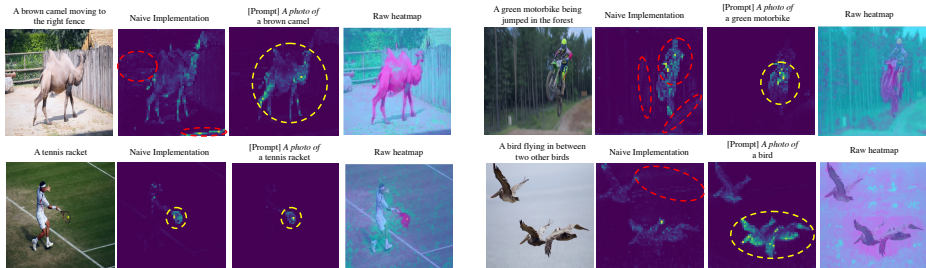 A brown camel moving to
the right fence
Naive Implementation
[Prompt] A photo of
a brown camel
Raw heatmap
A green motorbike being
jumped in the forest
Naive Implementation
[Prompt] A photo of
a green motorbike
Raw heatmap
A tennis racket
Naive Implementation
[Prompt] A photo of
a tennis racket
Raw heatmap
A bird flying in between
two other birds
Naive Implementation
[Prompt] A photo of
a bird
Raw heatmap